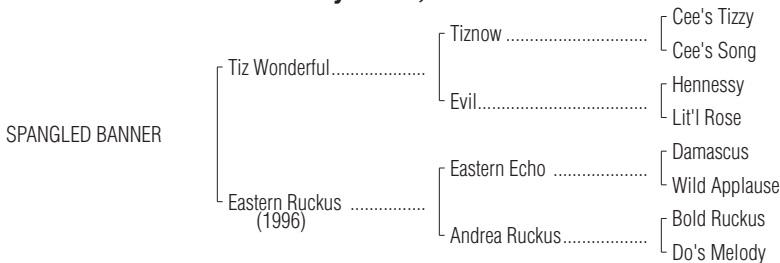 Cee's Tizzy
Tiznow ..............................
Cee's Song
Tiz Wonderful....................
Hennessy
Evil....................................
Lit'l Rose
SPANGLED BANNER
Damascus
Eastern Echo ....................
Wild Applause
Eastern Ruckus ................
(1996)
Bold Ruckus
Andrea Ruckus..................
Do's Melody